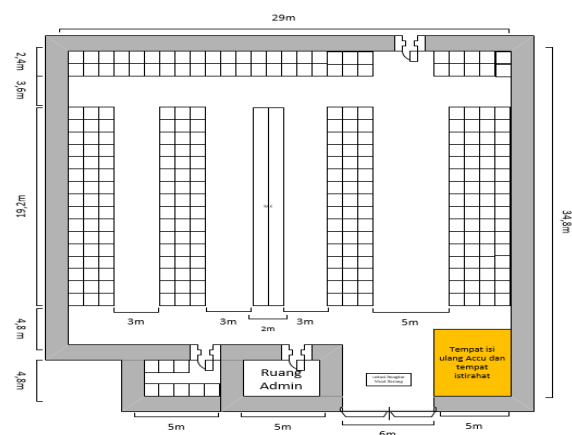 29m
2,4m
3,6m
19,2m
34,8m
3m
3m
3m
2m
5m
4,8 m
4,8m
Ruang
Admin
Tempat isi
ulang Accu dan
tempat
istirahat
5m
5m
6m
5m